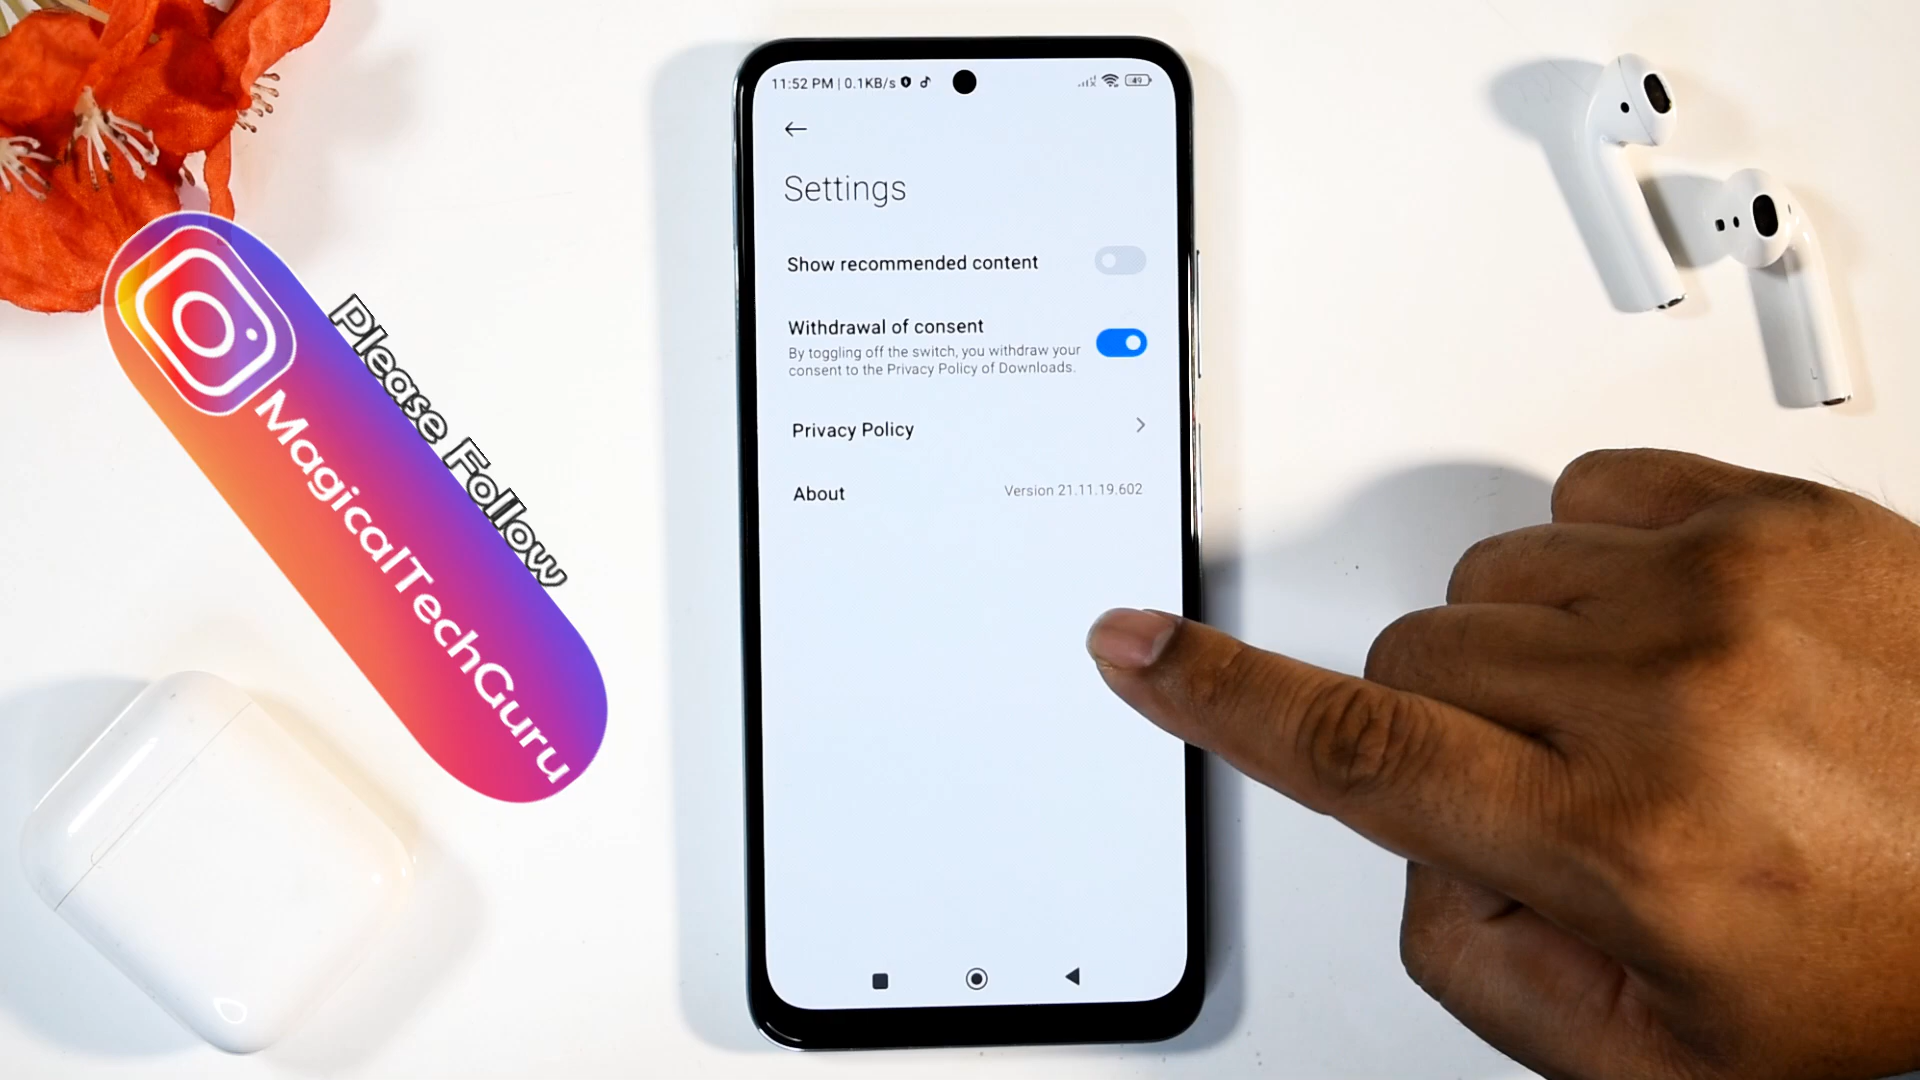 11:52 PM | 0.1KB/s
49
Settings
Show recommended content
Withdrawal of consent
By toggling off the switch, you withdraw your
consent to the Privacy Policy of Downloads.
Privacy Policy
About
Version 21.11.19.602
Please Follow
MagicalTechGuru
L